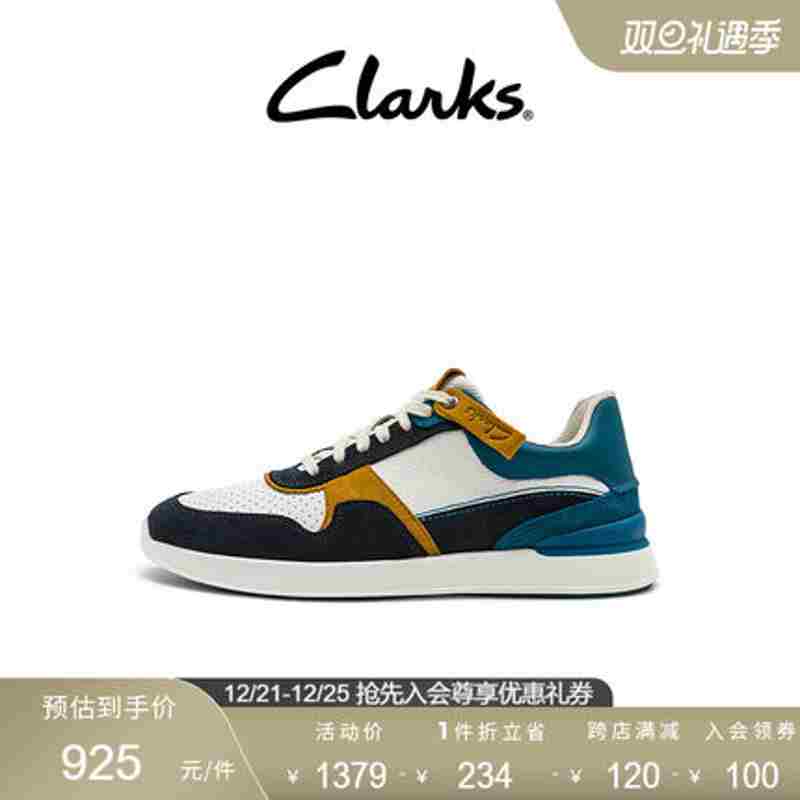 双旦礼遇季
Clarks®
Clarks
12/21-12/25 抢先入会尊享优惠礼券
预估到手价
925 元/件
活动价 1件折立省 跨店满减 入会领券
¥ 1379 - ¥ 234 - ¥ 120 - ¥ 100